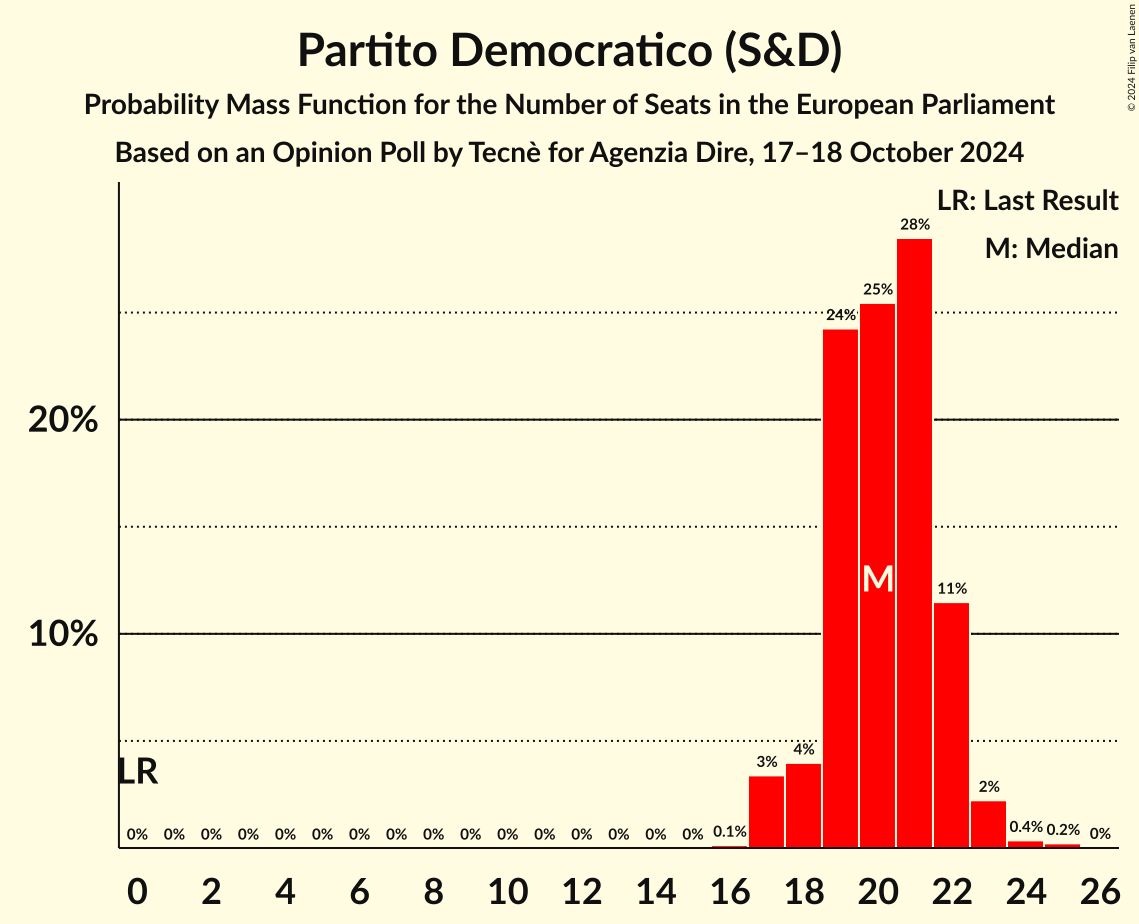 Partito Democratico (S&D)
Probability Mass Function for the Number of Seats in the European Parliament
Based on an Opinion Poll by Tecnè for Agenzia Dire, 17–18 October 2024
© 2024 Filip van Laenen
LR: Last Result
M: Median
28%
25%
24%
20%
M
11%
10%
4%
3%
2%
LR
0% 0% 0% 0% 0% 0% 0% 0% 0% 0% 0% 0% 0% 0% 0% 0% 0.1% 0.4% 0.2% 0%
0 2 4 6 8 10 12 14 16 18 20 22 24 26